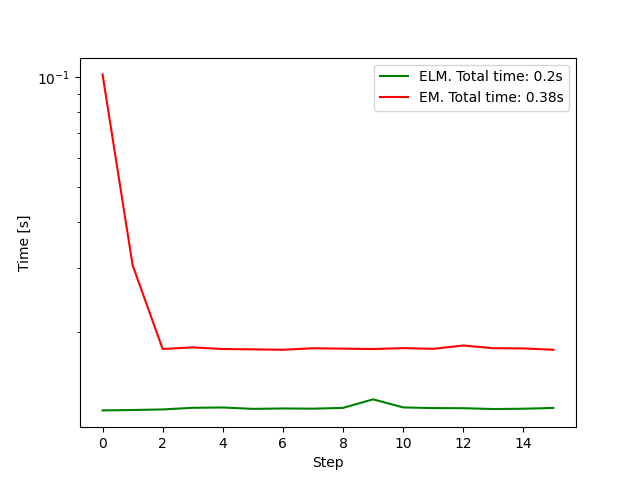 ELM. Total time: 0.2s
EM. Total time: 0.38s
10⁻¹
Time [s]
0 2 4 6 8 10 12 14
Step